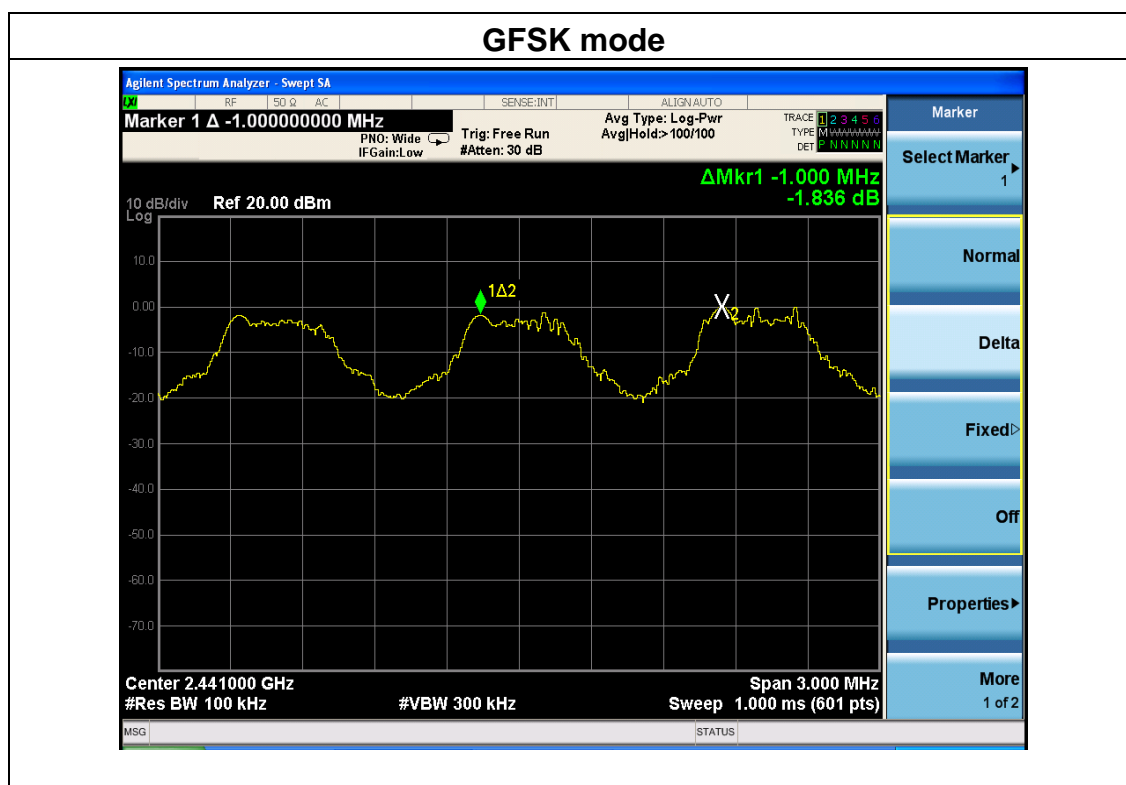 GFSK mode
Agilent Spectrum Analyzer - Swept SA
LXI RF 50 Ω AC SENSE:INT ALIGN AUTO
Marker 1 Δ -1.000000000 MHz
PNO: Wide
IFGain:Low
Trig: Free Run
#Atten: 30 dB
Avg Type: Log-Pwr
Avg|Hold:>100/100
TRACE 1 2 3 4 5 6
TYPE M
DET P N N N N N
ΔMkr1 -1.000 MHz
-1.836 dB
10 dB/div Ref 20.00 dBm
Log
10.0
0.00
-10.0
-20.0
-30.0
-40.0
-50.0
-60.0
-70.0
1Δ2
X2
Center 2.441000 GHz Span 3.000 MHz
#Res BW 100 kHz #VBW 300 kHz Sweep 1.000 ms (601 pts)
MSG STATUS
Marker
Select Marker
1
Normal
Delta
Fixed
Off
Properties
More
1 of 2